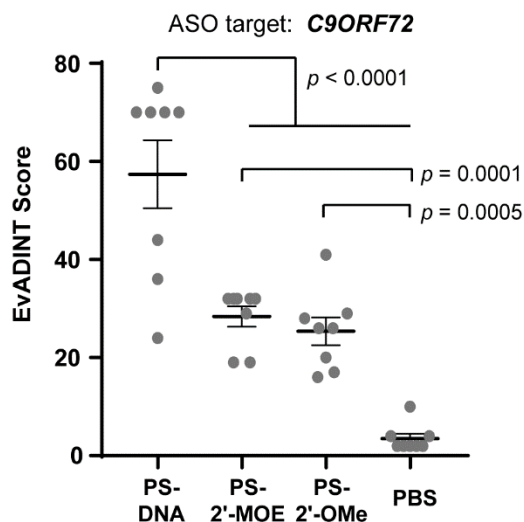 ASO target: C9ORF72
80
p < 0.0001
60
p = 0.0001
p = 0.0005
EvADINT Score
40
20
0
PS-DNA
PS-2'-MOE
PS-2'-OMe
PBS